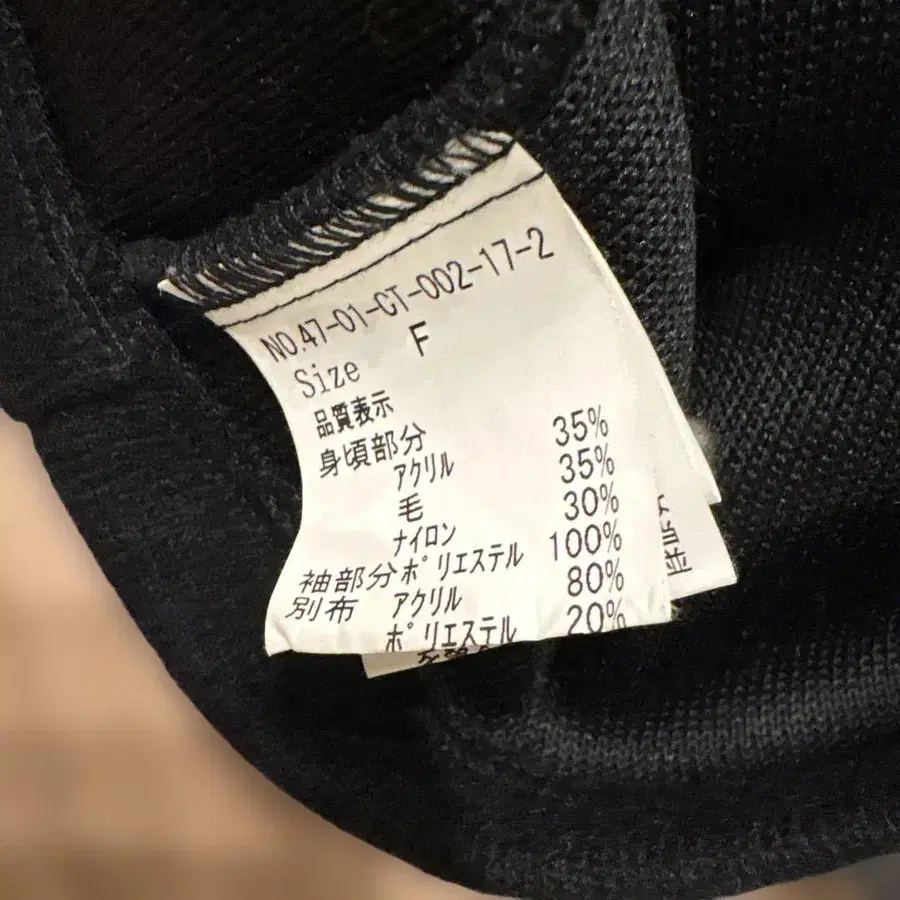 NO.47-01-CT-002-17-2
Size F
品質表示
身頃部分
アクリル 35%
毛 35%
ナイロン 30%
袖部分 ポリエステル 100%
別布 アクリル 80%
ポリエステル 20%